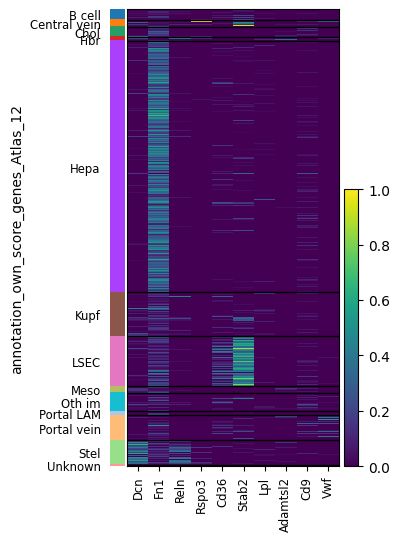 annotation_own_score_genes_Atlas_12
B cell
Central vein
Chol
Fibr
Hepa
Kupf
LSEC
Meso
Oth im
Portal LAM
Portal vein
Stel
Unknown
Dcn
Fn1
Reln
Rspo3
Cd36
Stab2
Lpl
Adamtsl2
Cd9
Vwf
1.0
0.8
0.6
0.4
0.2
0.0